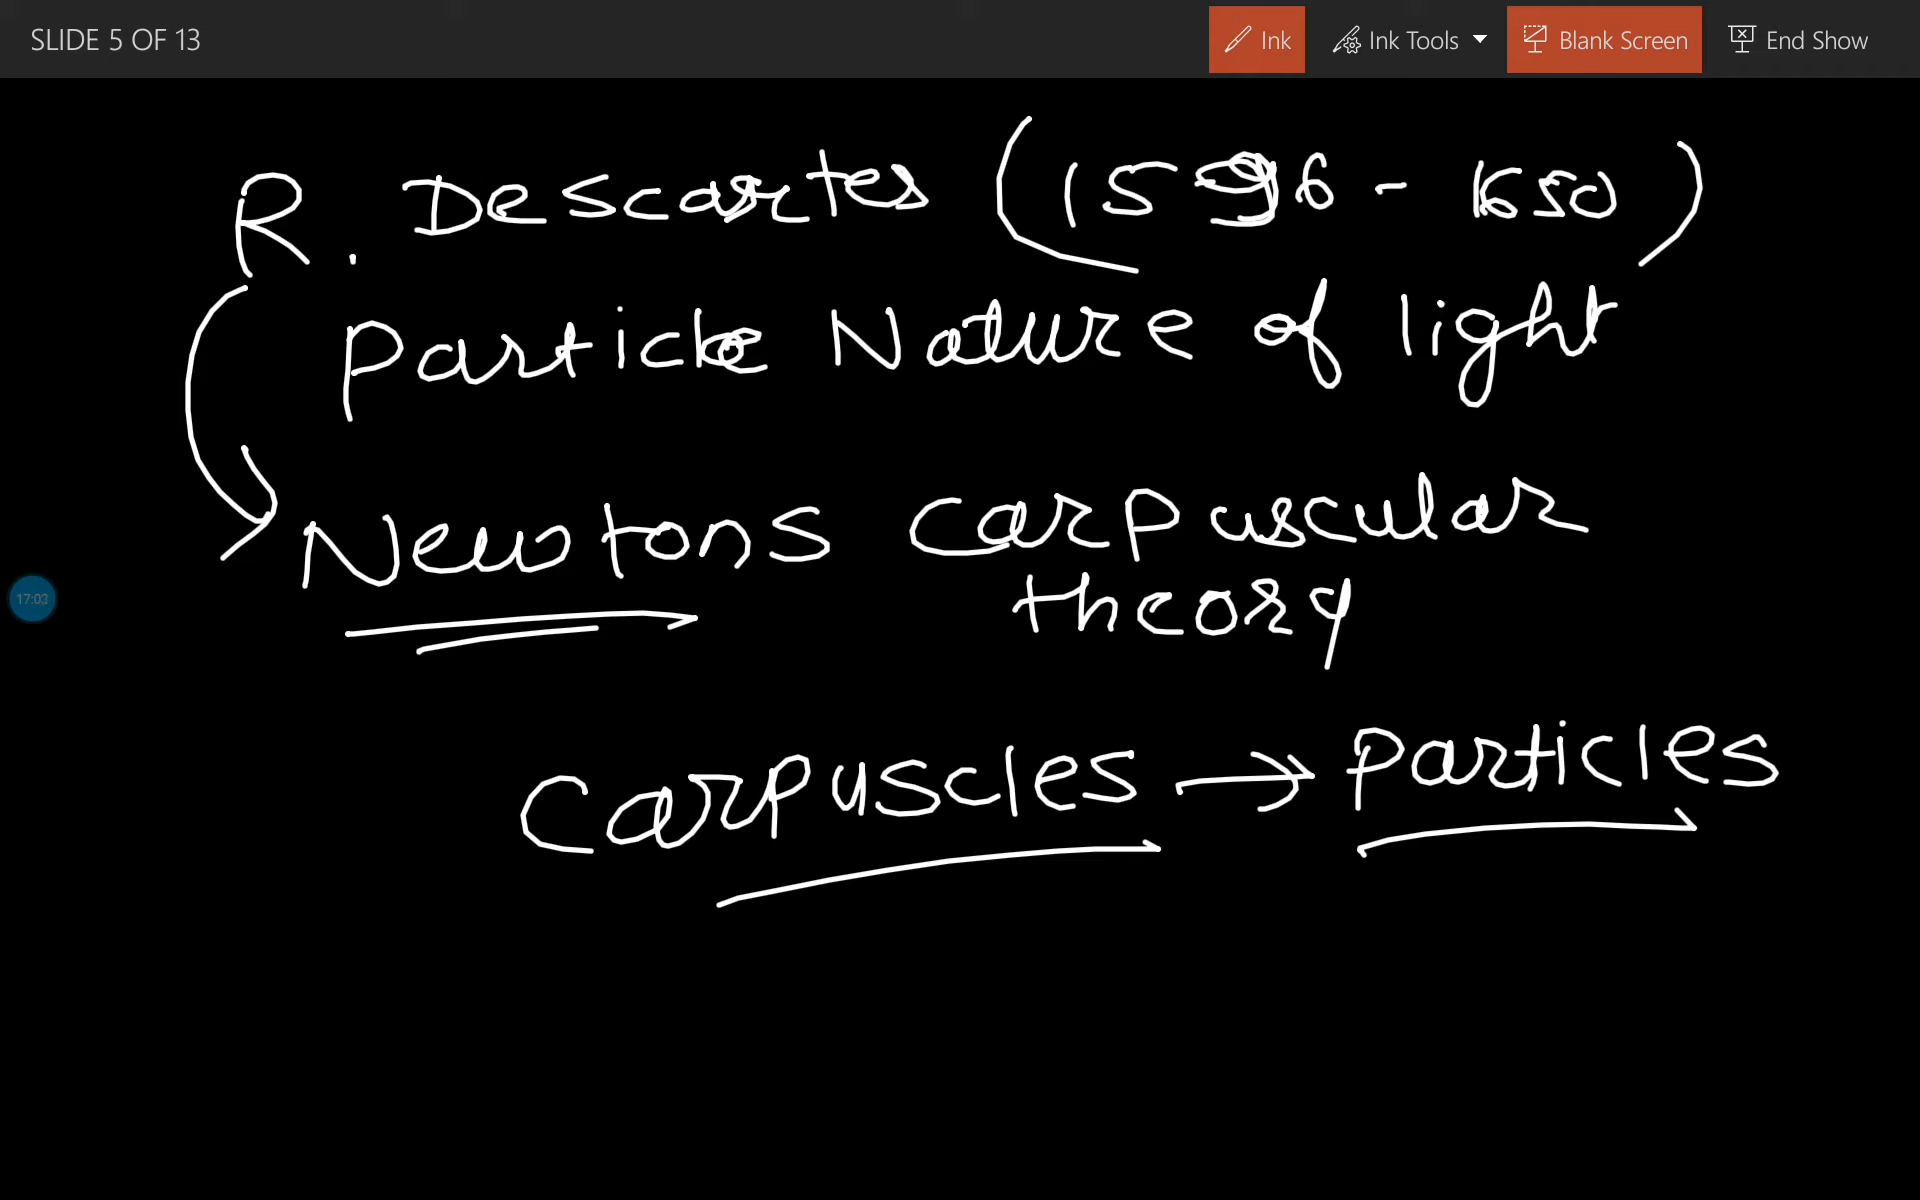 SLIDE 5 OF 13 Ink Ink Tools Blank Screen End Show
R. Descartes (1596 - 1650)
Particle Nature of light
Newtons carpuscular
theory
17:03
carpuscles → particles